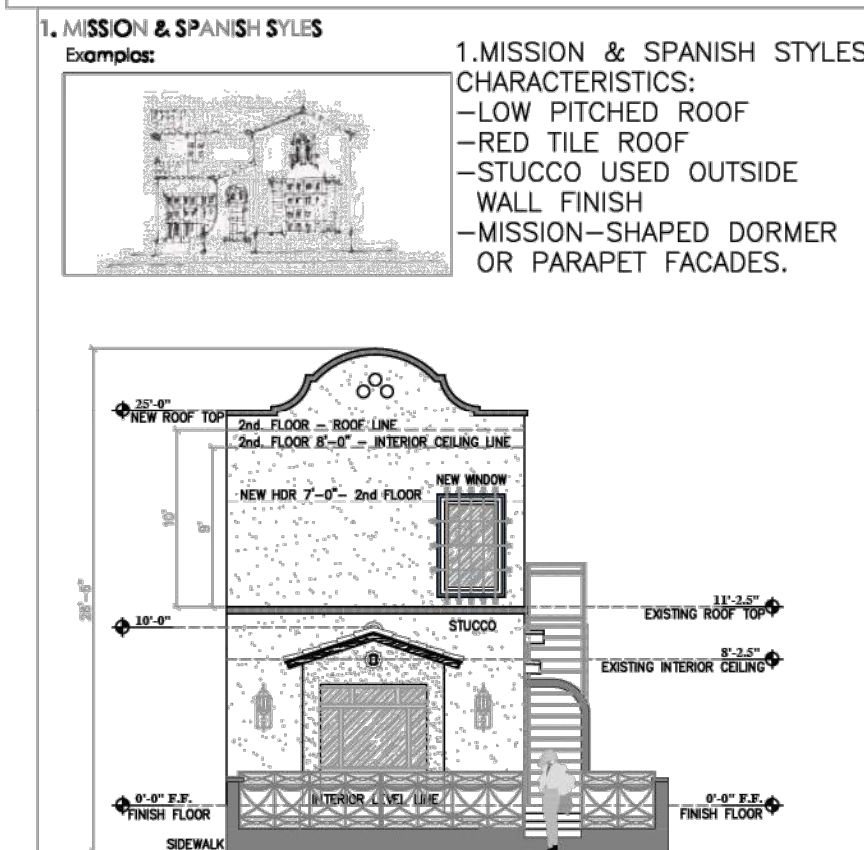 1. MISSION & SPANISH SYLES
Examples:
1.MISSION & SPANISH STYLES
CHARACTERISTICS:
-LOW PITCHED ROOF
-RED TILE ROOF
-STUCCO USED OUTSIDE
WALL FINISH
-MISSION-SHAPED DORMER
OR PARAPET FACADES.
25'-0"
NEW ROOF TOP
2nd. FLOOR - ROOF LINE
2nd. FLOOR 8'-0" - INTERIOR CEILING LINE
NEW WINDOW
NEW HDR 7'-0"- 2nd FLOOR
10'
9'
11'-2.5"
EXISTING ROOF TOP
10'-0"
STUCCO
8'-2.5"
EXISTING INTERIOR CEILING
0'-0" F.F.
FINISH FLOOR
INTERIOR LEVEL LINE
0'-0" F.F.
FINISH FLOOR
SIDEWALK